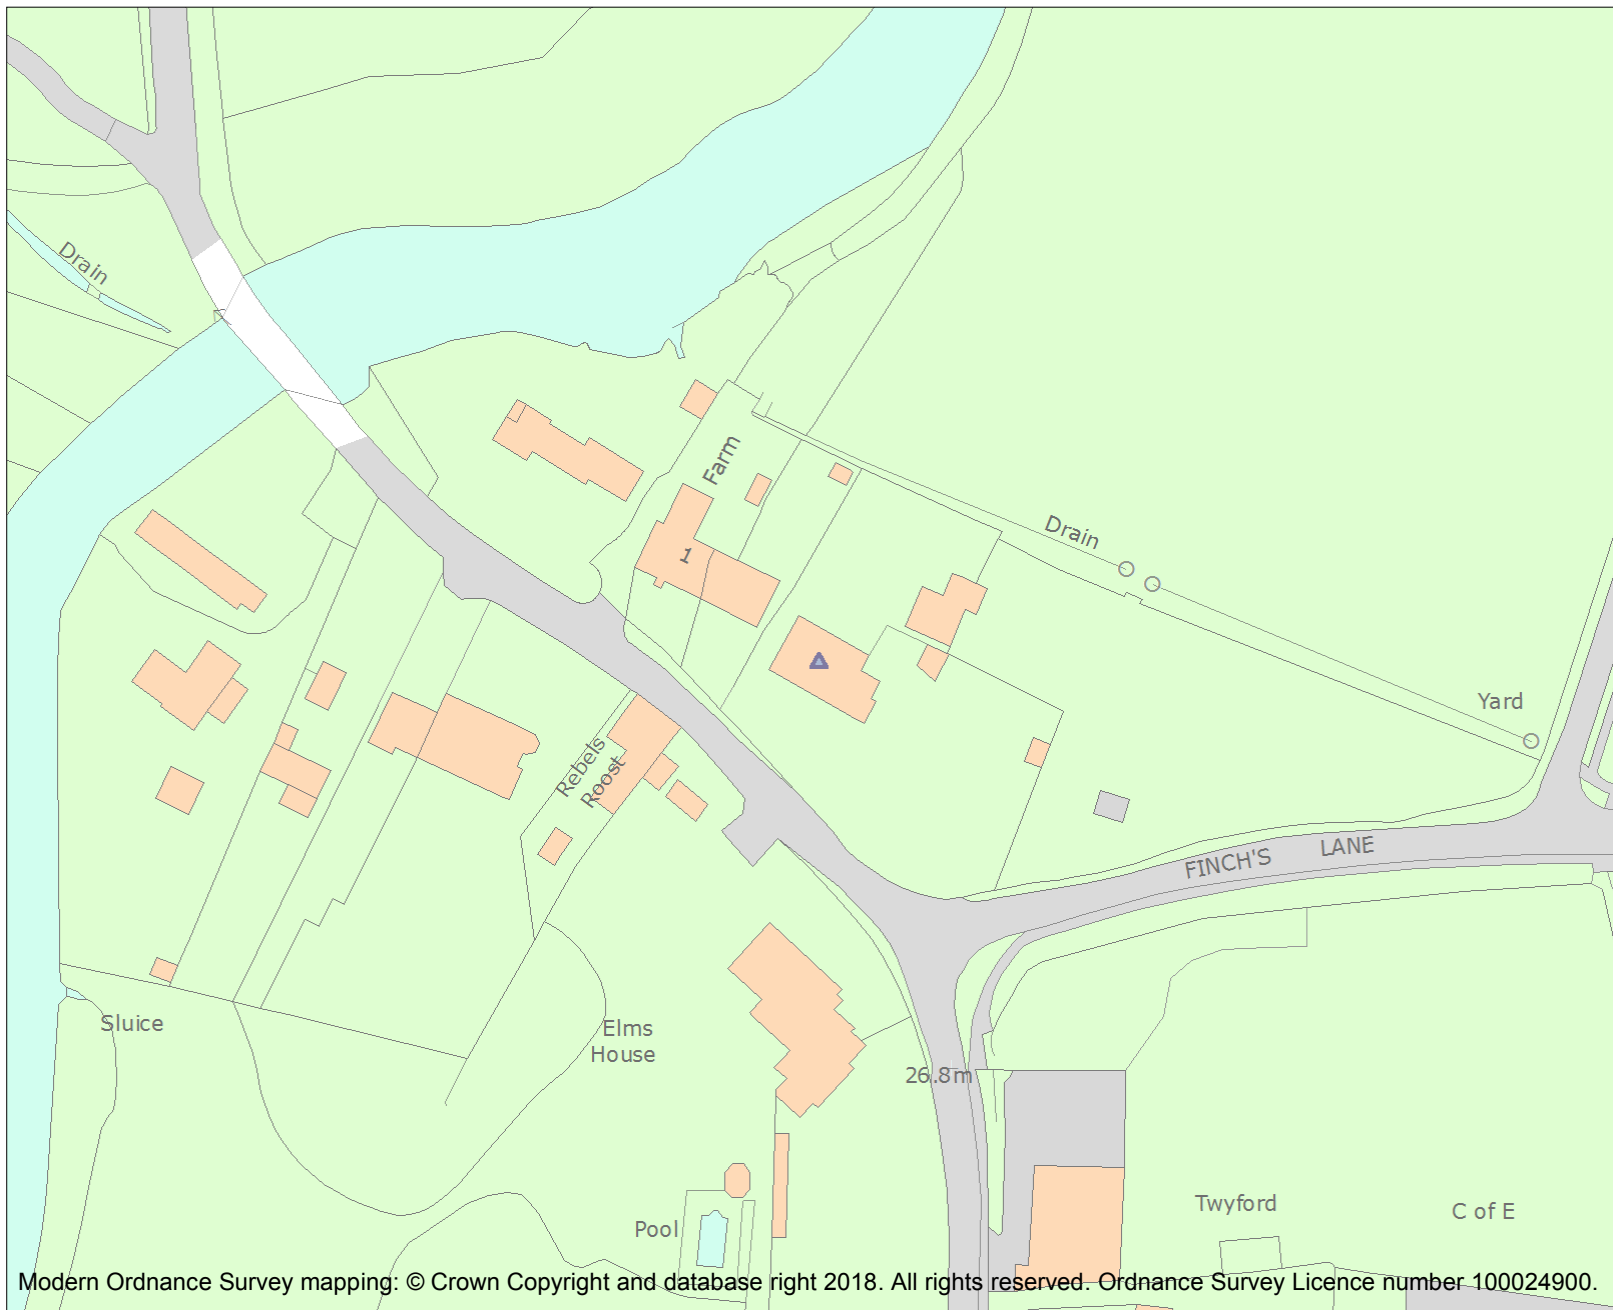 Drain
Farm
1
Drain
Yard
Rebels
Roost
FINCH'S LANE
Sluice
Elms
House
26.8m
Twyford
C of E
Pool
Modern Ordnance Survey mapping: © Crown Copyright and database right 2018. All rights reserved. Ordnance Survey Licence number 100024900.